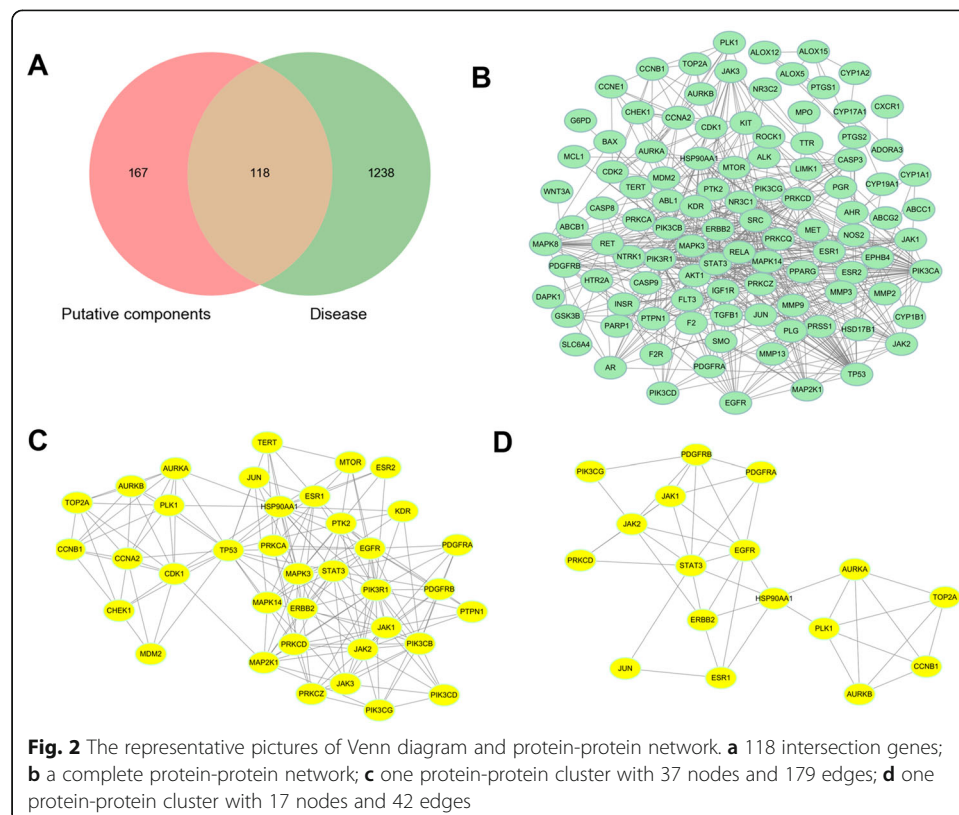 A
167
118
1238
Putative components
Disease
B
PLK1
ALOX12
ALOX15
CCNB1
TOP2A
JAK3
ALOX5
CYP1A2
CCNE1
AURKB
NR3C2
PTGS1
CHEK1
CCNA2
CDK1
KIT
MPO
CYP17A1
CXCR1
G6PD
BAX
ROCK1
TTR
PTGS2
ADORA3
MCL1
AURKA
HSP90AA1
MTOR
ALK
LIMK1
CASP3
CDK2
MDM2
TERT
PTK2
PIK3CG
PRKCD
PGR
CYP19A1
CYP1A1
WNT3A
ABL1
KDR
NR3C1
AHR
ABCG2
ABCC1
CASP8
PRKCA
PIK3CB
ERBB2
SRC
MET
NOS2
ABCB1
MAPK8
RET
MAPK3
RELA
PRKCQ
ESR1
JAK1
NTRK1
PIK3R1
STAT3
MAPK14
EPHB4
PDGFRB
HTR2A
CASP9
AKT1
PPARG
ESR2
PIK3CA
DAPK1
INSR
FLT3
IGF1R
PRKCZ
MMP3
MMP2
GSK3B
PARP1
PTPN1
F2
TGFB1
JUN
MMP9
PLG
PRSS1
HSD17B1
CYP1B1
SLC6A4
F2R
SMO
MMP13
JAK2
AR
PDGFRA
TP53
PIK3CD
EGFR
MAP2K1
C
TERT
MTOR
ESR2
AURKA
JUN
AURKB
ESR1
TOP2A
PLK1
HSP90AA1
KDR
PTK2
CCNB1
CCNA2
TP53
PRKCA
EGFR
PDGFRA
CDK1
MAPK3
STAT3
PIK3R1
PDGFRB
CHEK1
MAPK14
ERBB2
PTPN1
JAK1
MDM2
PRKCD
JAK2
PIK3CB
MAP2K1
JAK3
PRKCZ
PIK3CD
PIK3CG
D
PDGFRB
PIK3CG
PDGFRA
JAK1
JAK2
EGFR
PRKCD
STAT3
AURKA
HSP90AA1
TOP2A
ERBB2
PLK1
JUN
ESR1
CCNB1
AURKB
Fig. 2 The representative pictures of Venn diagram and protein-protein network. a 118 intersection genes;
b a complete protein-protein network; c one protein-protein cluster with 37 nodes and 179 edges; d one
protein-protein cluster with 17 nodes and 42 edges